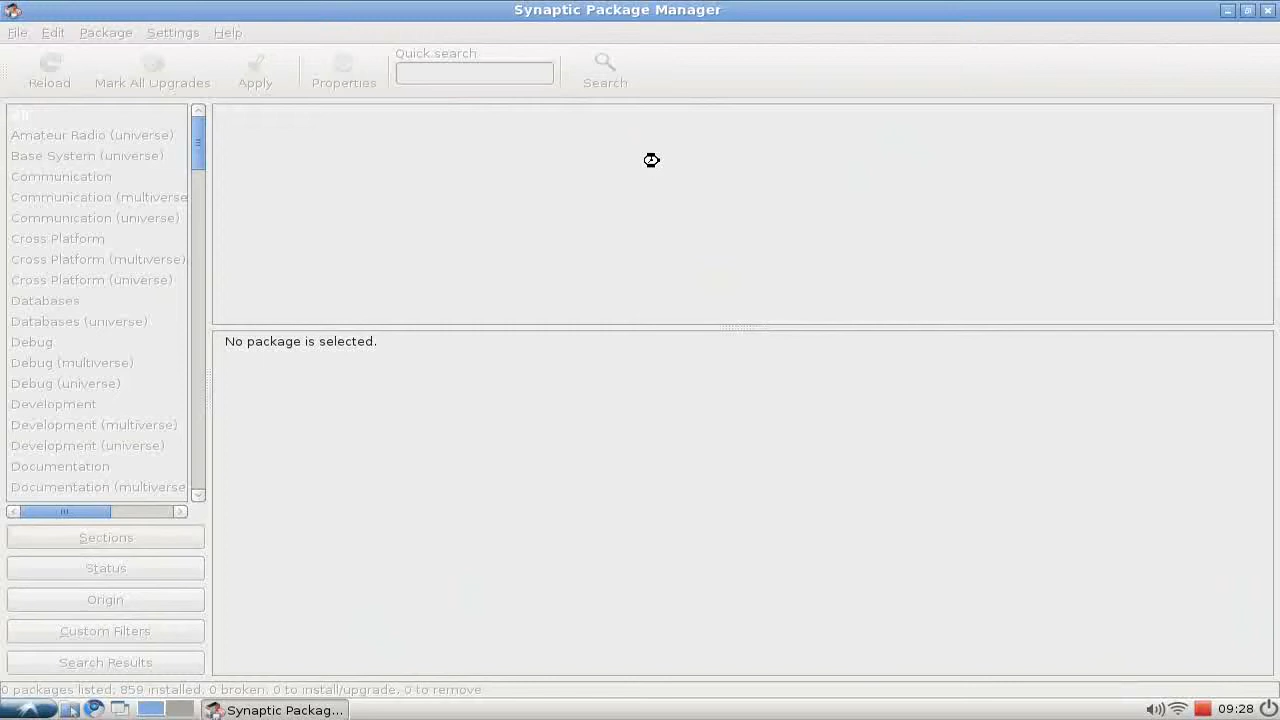 Synaptic Package Manager
File Edit Package Settings Help
Reload Mark All Upgrades Apply Properties Quick search Search
All
Amateur Radio (universe)
Base System (universe)
Communication
Communication (multiverse
Communication (universe)
Cross Platform
Cross Platform (multiverse)
Cross Platform (universe)
Databases
Databases (universe)
Debug
Debug (multiverse)
Debug (universe)
Development
Development (multiverse)
Development (universe)
Documentation
Documentation (multiverse
No package is selected.
Sections
Status
Origin
Custom Filters
Search Results
0 packages listed, 859 installed, 0 broken. 0 to install/upgrade, 0 to remove
Synaptic Packag... 09:28